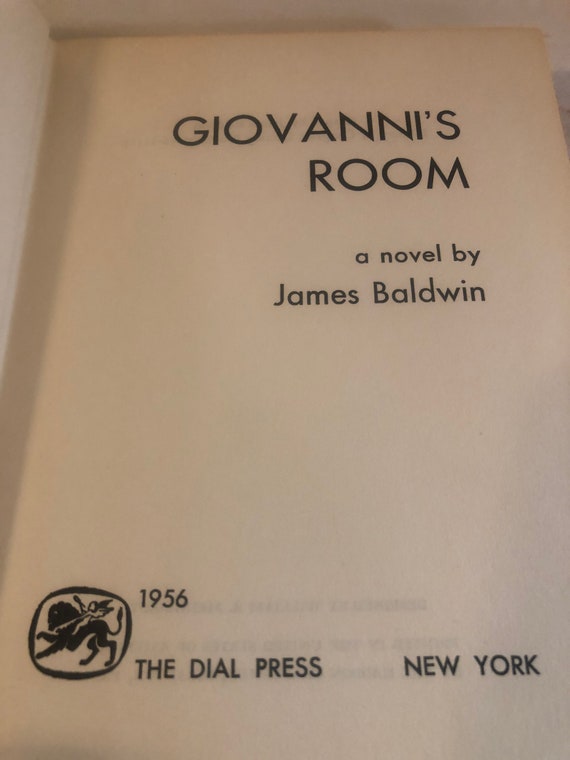 GIOVANNI'S
ROOM
a novel by
James Baldwin
1956
THE DIAL PRESS NEW YORK